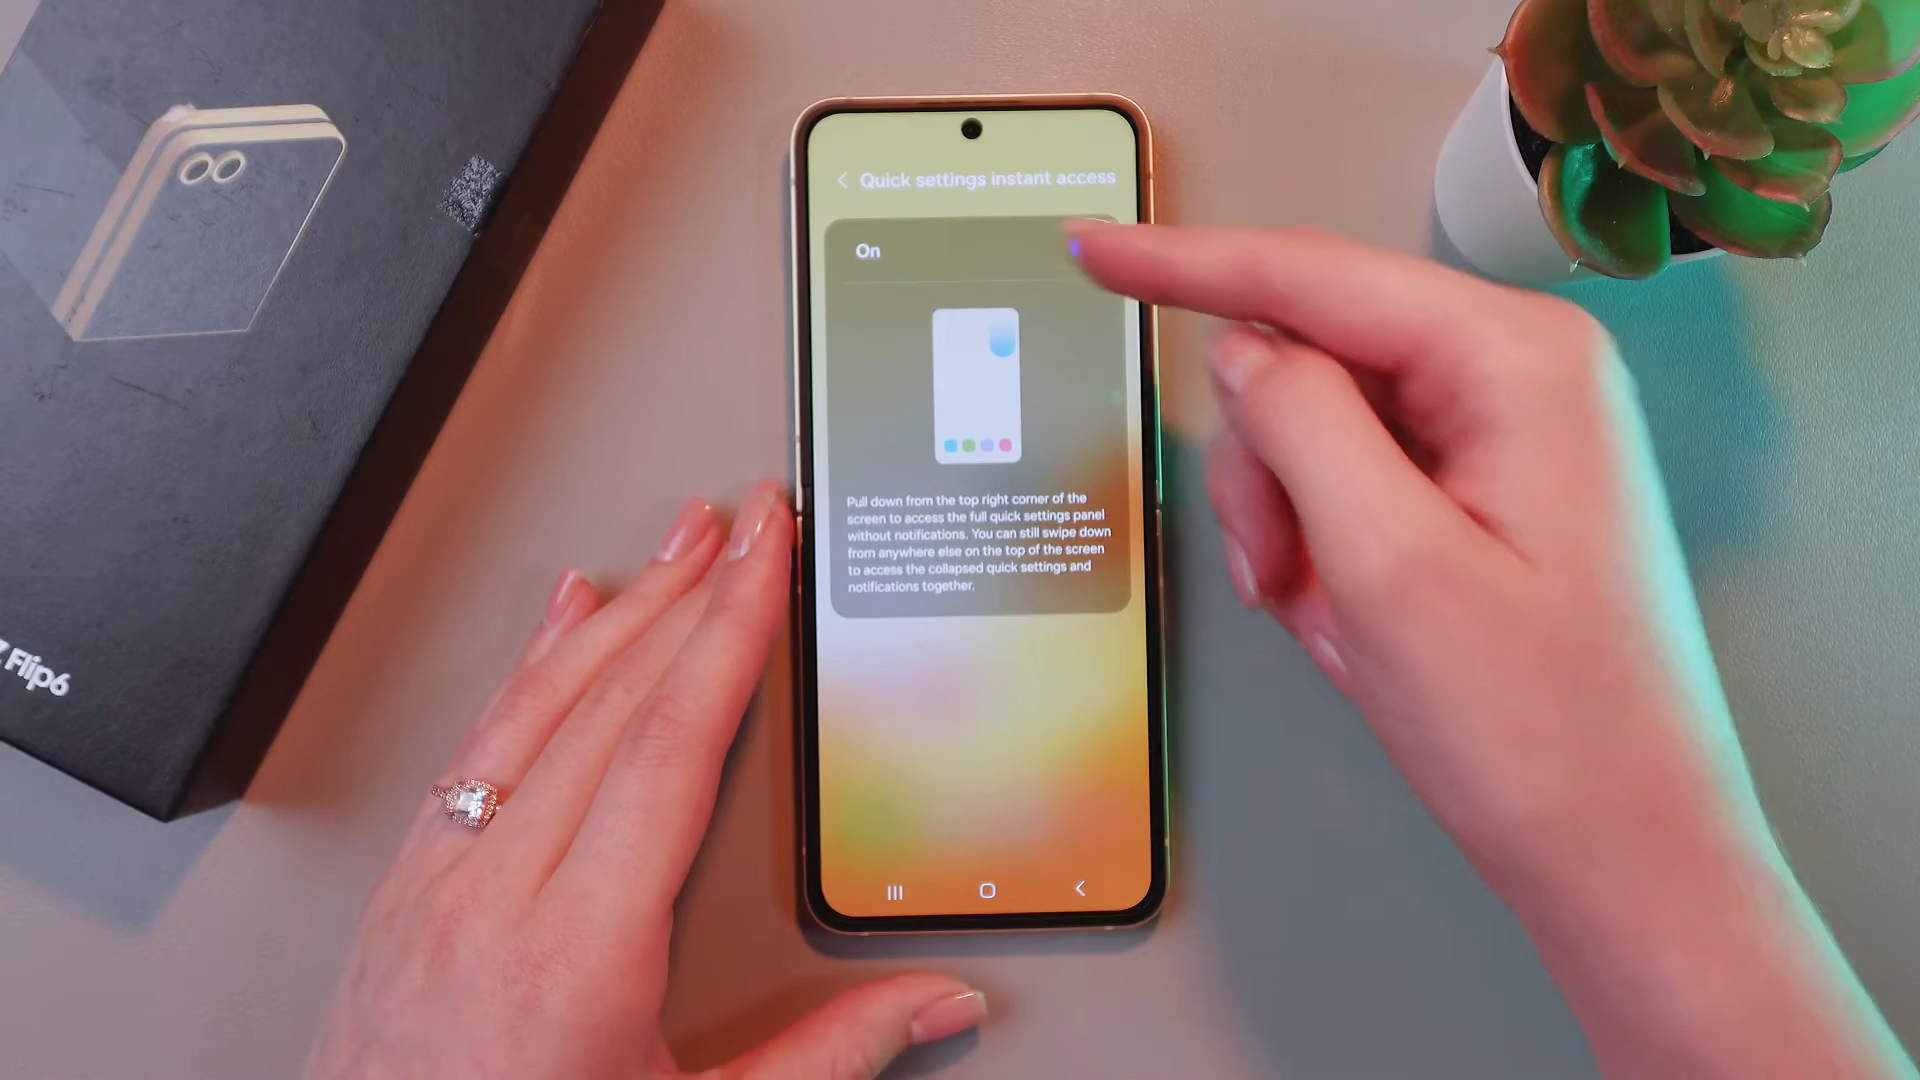 Quick settings instant access
On
Pull down from the top right corner of the
screen to access the full quick settings panel
without notifications. You can still swipe down
from anywhere else on the top of the screen
to access the collapsed quick settings and
notifications together.
Flip6